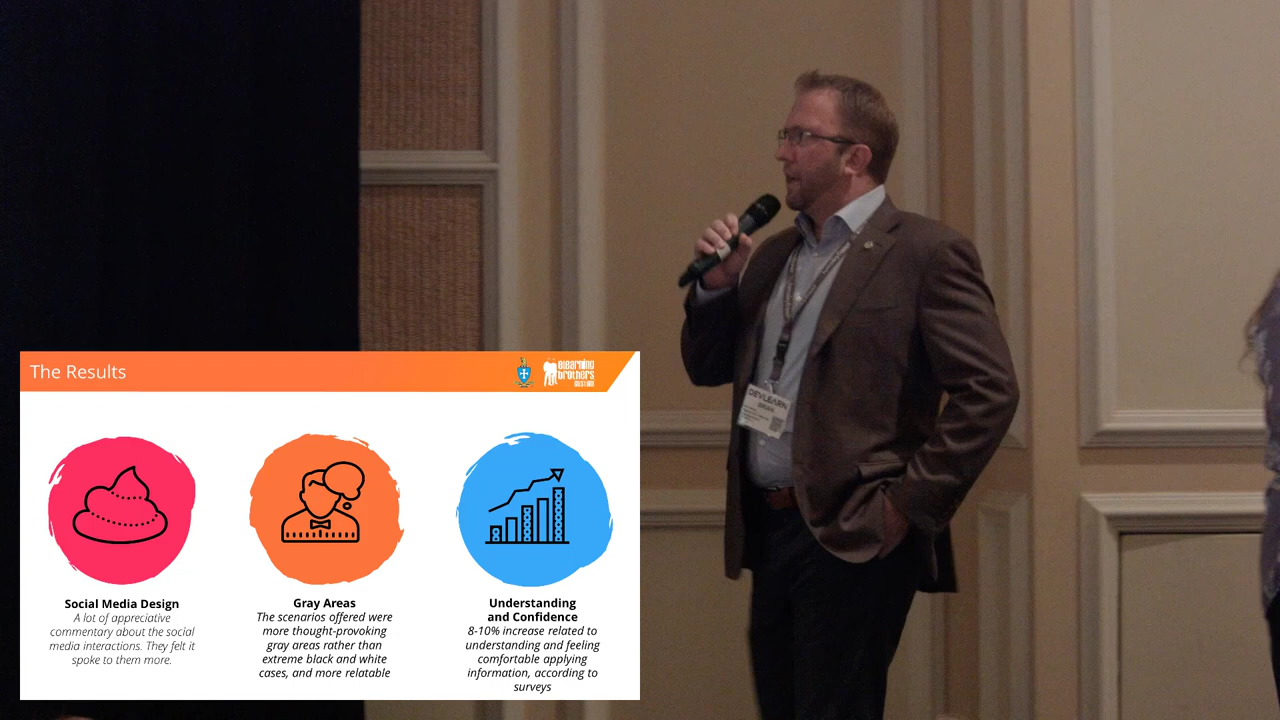 The Results
elearning
brothers
Social Media Design
A lot of appreciative
commentary about the social
media interactions. They felt it
spoke to them more.
Gray Areas
The scenarios offered were
more thought-provoking
gray areas rather than
extreme black and white
cases, and more relatable
Understanding
and Confidence
8-10% increase related to
understanding and feeling
comfortable applying
information, according to
surveys
DEVLEARN